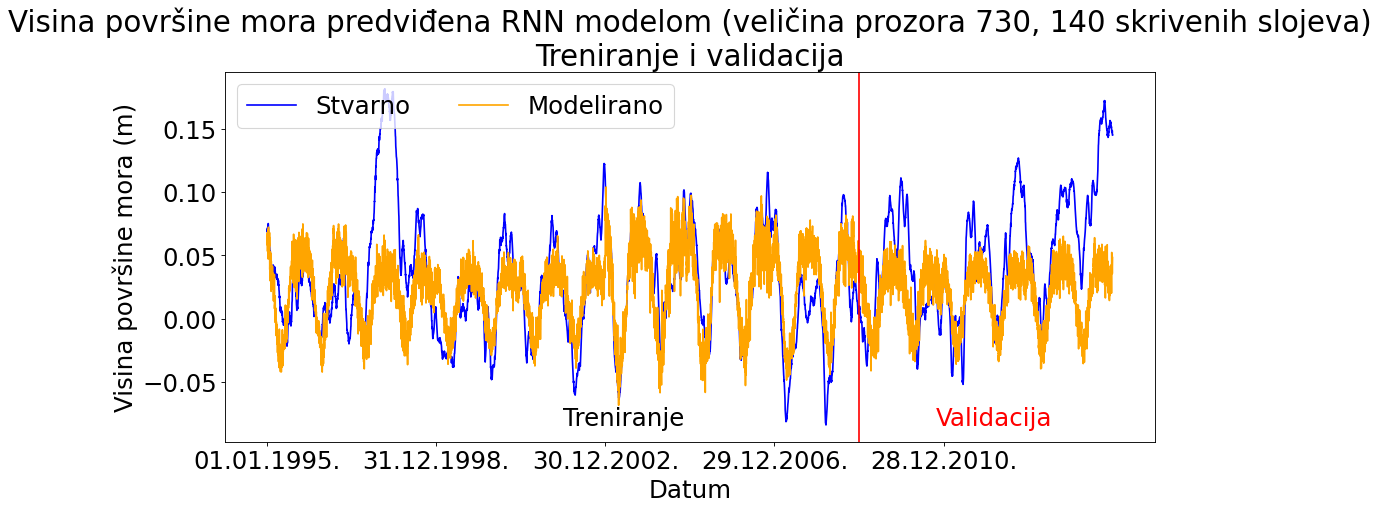 Visina površine mora predviđena RNN modelom (veličina prozora 730, 140 skrivenih slojeva)
Treniranje i validacija
Stvarno
Modelirano
Visina površine mora (m)
0.15
0.10
0.05
0.00
−0.05
Treniranje
Validacija
01.01.1995.
31.12.1998.
30.12.2002.
29.12.2006.
28.12.2010.
Datum